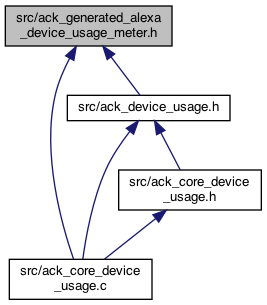 src/ack_generated_alexa
_device_usage_meter.h
src/ack_device_usage.h
src/ack_core_device
_usage.h
src/ack_core_device
_usage.c